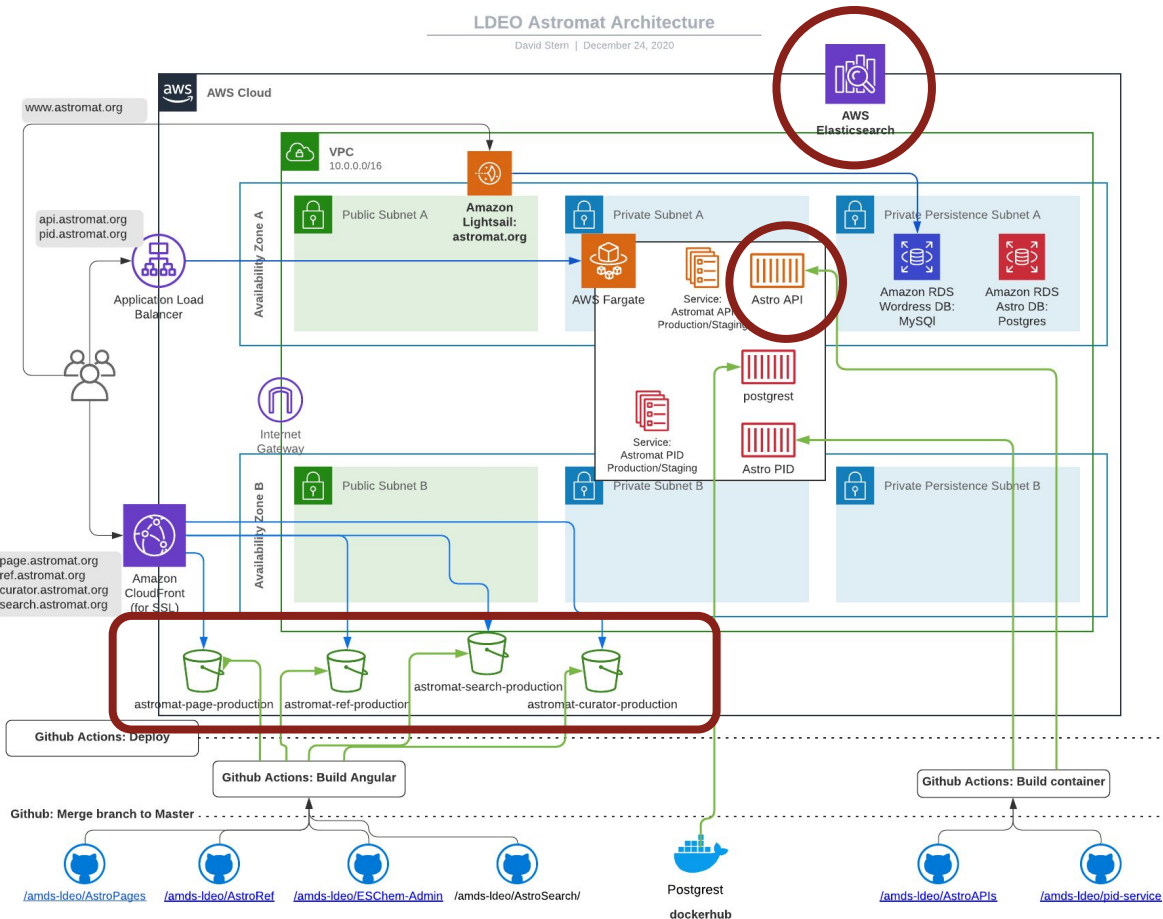 LDEO Astromat Architecture
David Stern | December 24, 2020
aws
AWS Cloud
AWS
Elasticsearch
www.astromat.org
VPC
10.0.0.0/16
Amazon
Lightsail:
astromat.org
api.astromat.org
pid.astromat.org
Application Load
Balancer
Availability Zone A
Public Subnet A
Private Subnet A
Private Persistence Subnet A
AWS Fargate
Service:
Astromat API
Production/Staging
Astro API
Amazon RDS
Wordress DB:
MySQl
Amazon RDS
Astro DB:
Postgres
postgrest
Internet
Gateway
Service:
Astromat PID
Production/Staging
Astro PID
Availability Zone B
Public Subnet B
Private Subnet B
Private Persistence Subnet B
page.astromat.org
ref.astromat.org
curator.astromat.org
search.astromat.org
Amazon
CloudFront
(for SSL)
astromat-page-production
astromat-ref-production
astromat-search-production
astromat-curator-production
Github Actions: Deploy
Github Actions: Build Angular
Github Actions: Build container
Github: Merge branch to Master
/amds-ldeo/AstroPages
/amds-ldeo/AstroRef
/amds-ldeo/ESChem-Admin
/amds-ldeo/AstroSearch/
Postgrest
dockerhub
/amds-ldeo/AstroAPIs
/amds-ldeo/pid-service